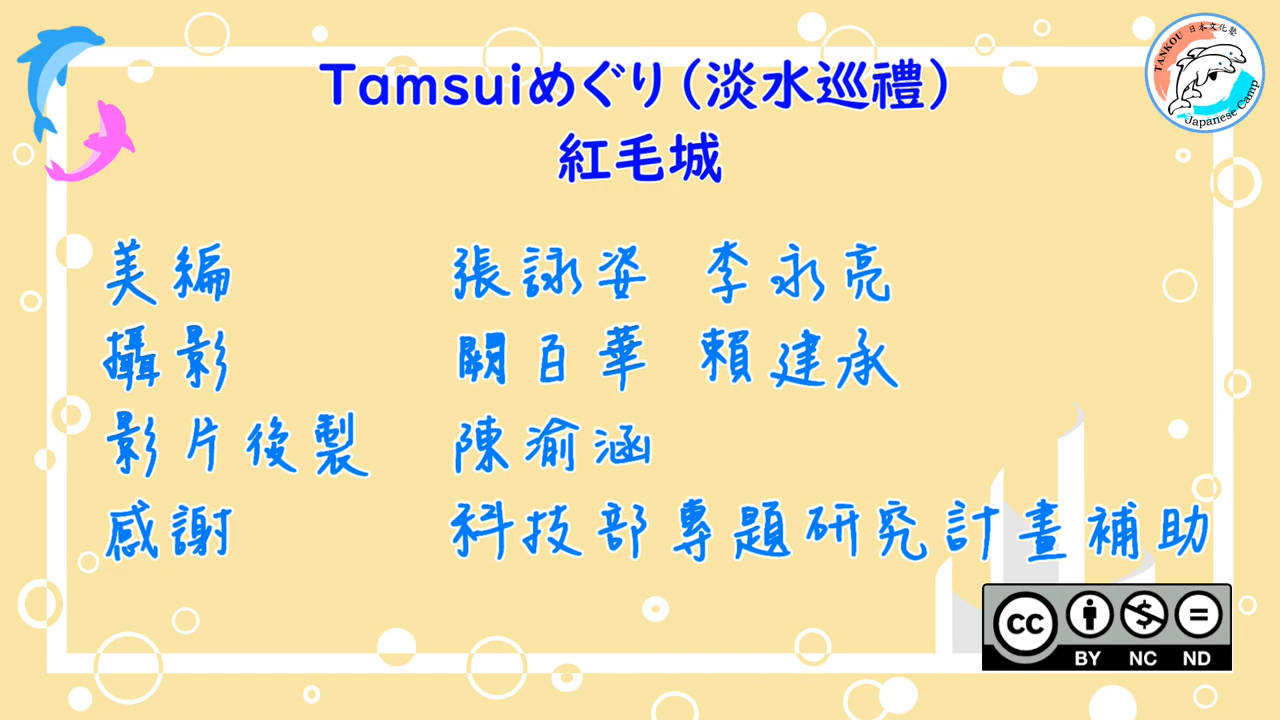 Tamsuiめぐり(淡水巡禮)
紅毛城
TANKOU 日本文化塾
Japanese Camp
美編 張詠姿 李永亮
攝影 闕百華 賴建承
影片後製 陳渝涵
感謝 科技部專題研究計畫補助
CC BY NC ND